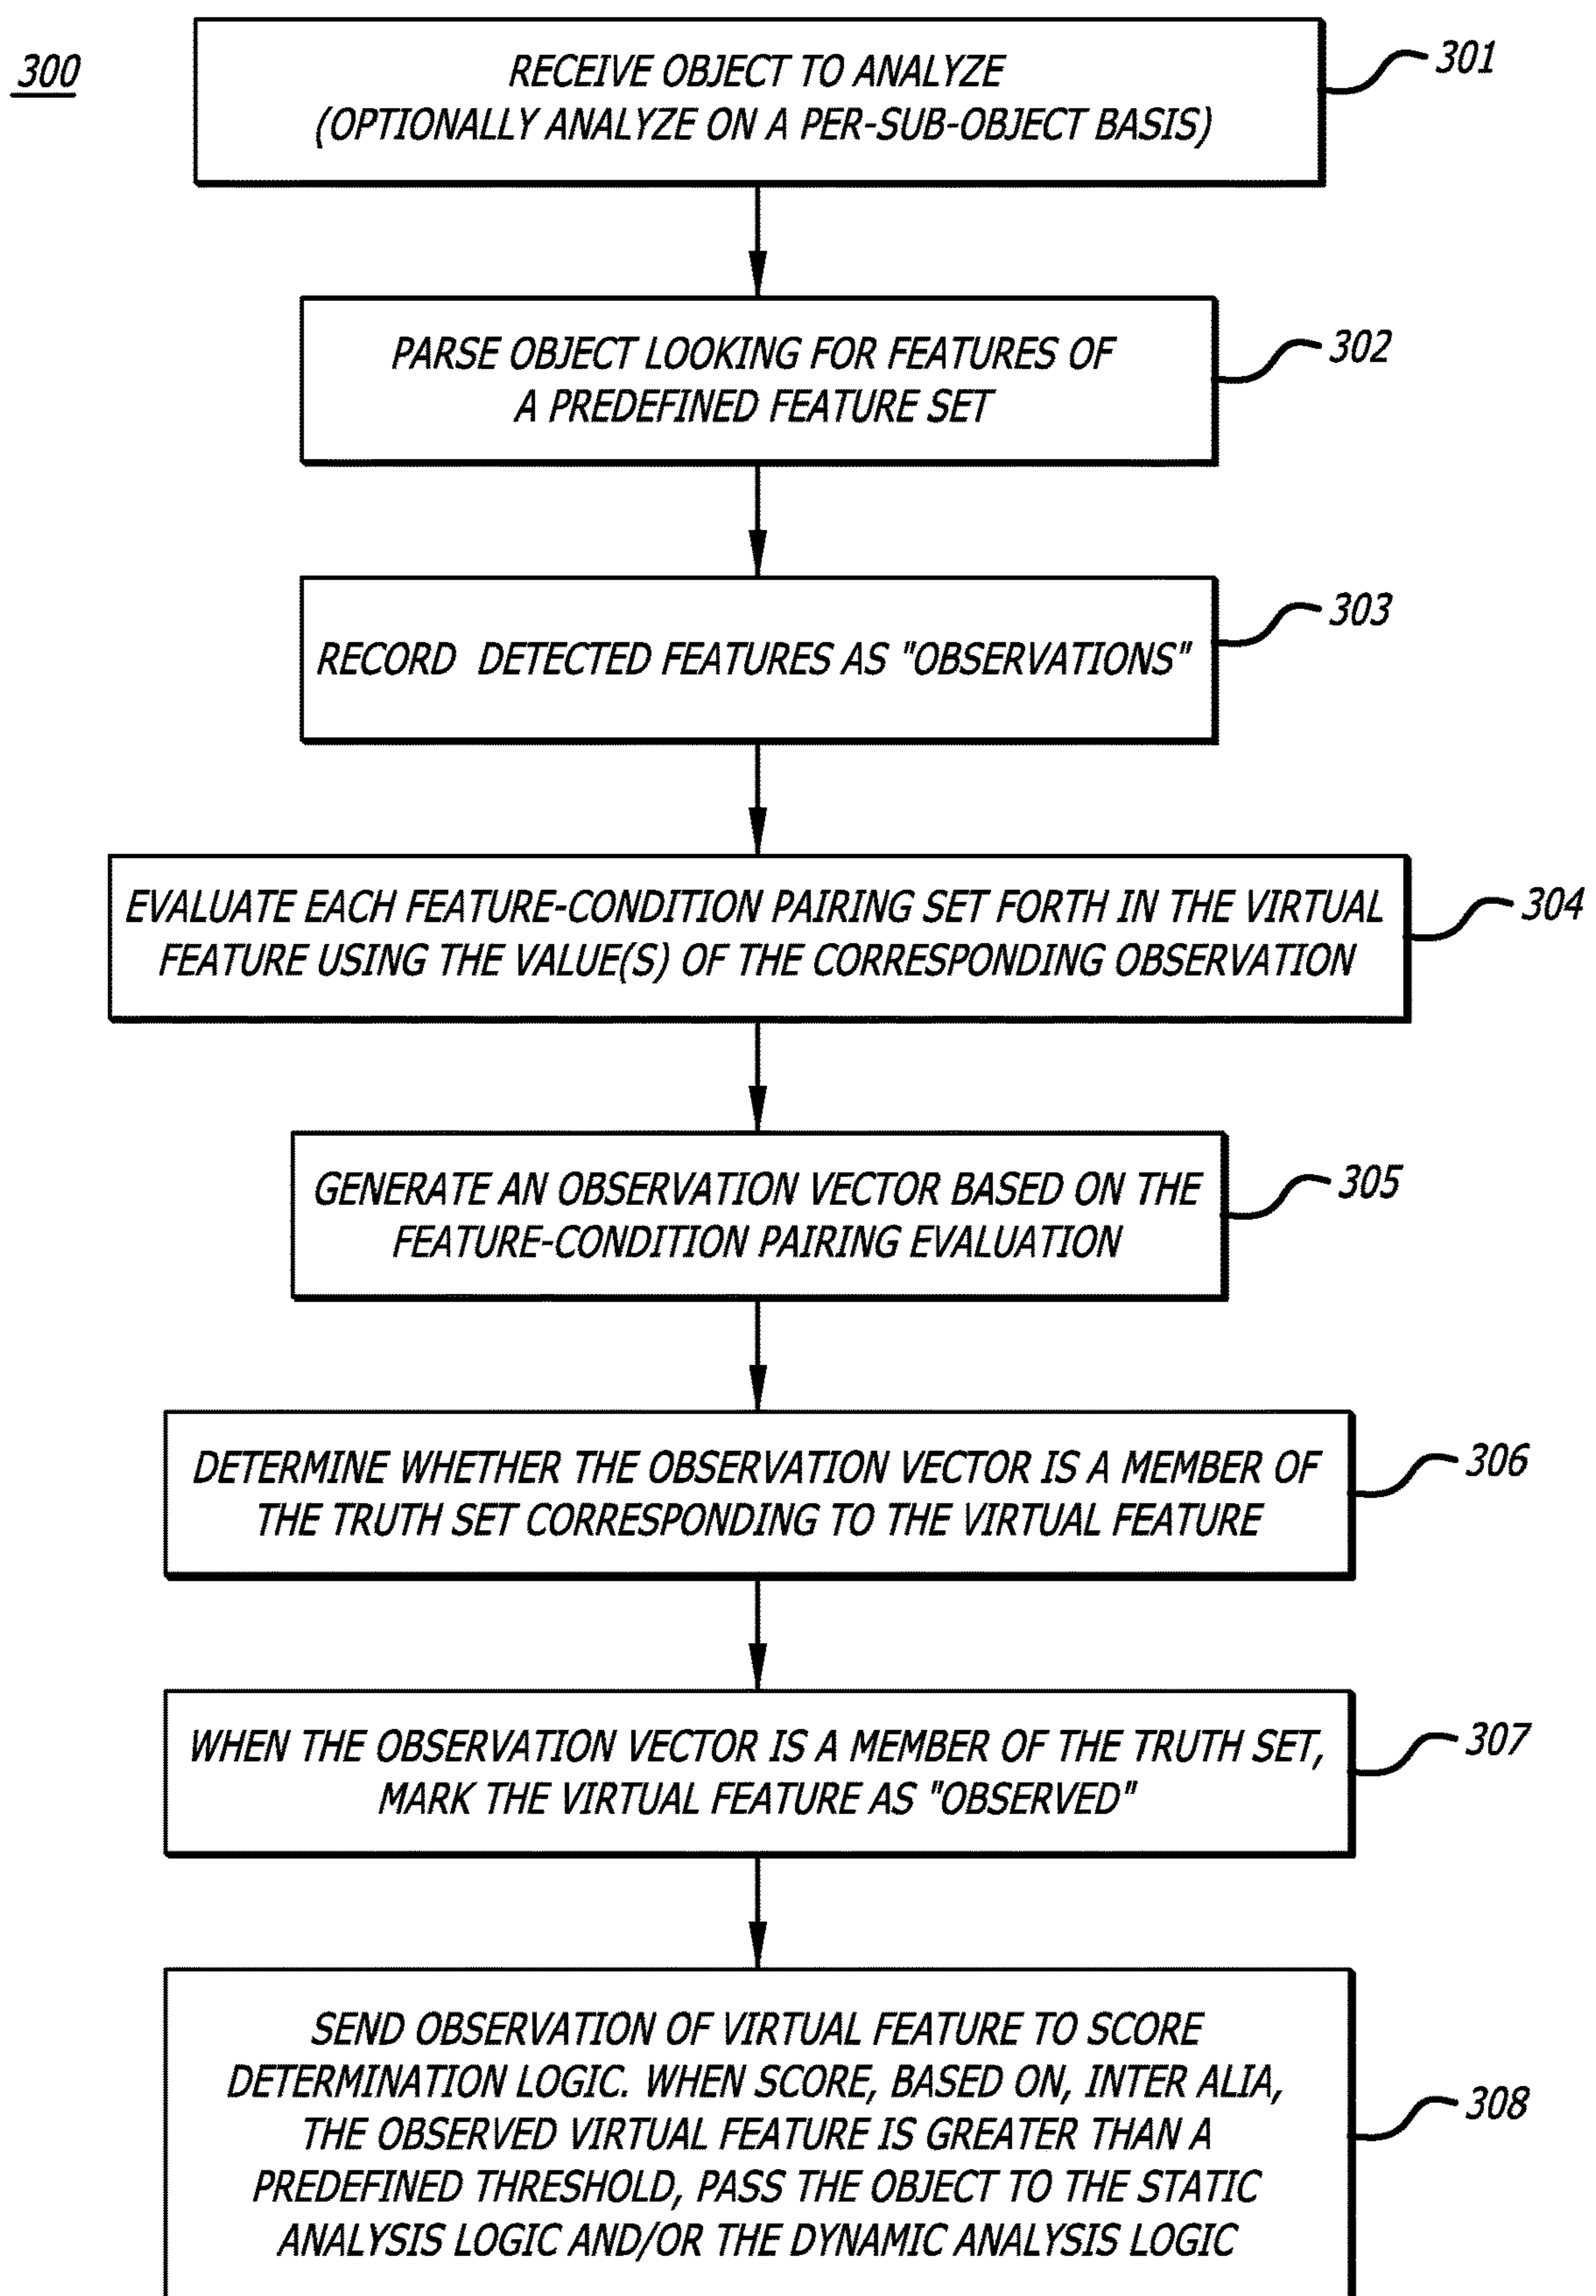 300
RECEIVE OBJECT TO ANALYZE
(OPTIONALLY ANALYZE ON A PER-SUB-OBJECT BASIS)
301
PARSE OBJECT LOOKING FOR FEATURES OF
A PREDEFINED FEATURE SET
302
RECORD DETECTED FEATURES AS "OBSERVATIONS"
303
EVALUATE EACH FEATURE-CONDITION PAIRING SET FORTH IN THE VIRTUAL
FEATURE USING THE VALUE(S) OF THE CORRESPONDING OBSERVATION
304
GENERATE AN OBSERVATION VECTOR BASED ON THE
FEATURE-CONDITION PAIRING EVALUATION
305
DETERMINE WHETHER THE OBSERVATION VECTOR IS A MEMBER OF
THE TRUTH SET CORRESPONDING TO THE VIRTUAL FEATURE
306
WHEN THE OBSERVATION VECTOR IS A MEMBER OF THE TRUTH SET,
MARK THE VIRTUAL FEATURE AS "OBSERVED"
307
SEND OBSERVATION OF VIRTUAL FEATURE TO SCORE
DETERMINATION LOGIC. WHEN SCORE, BASED ON, INTER ALIA,
THE OBSERVED VIRTUAL FEATURE IS GREATER THAN A
PREDEFINED THRESHOLD, PASS THE OBJECT TO THE STATIC
ANALYSIS LOGIC AND/OR THE DYNAMIC ANALYSIS LOGIC
308